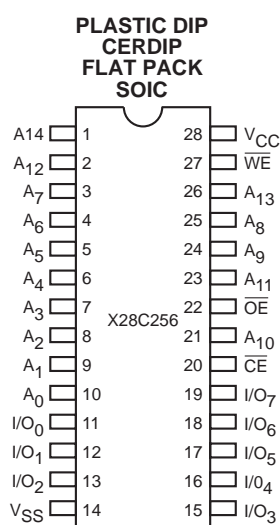 PLASTIC DIP
CERDIP
FLAT PACK
SOIC
A14 1 28 VCC
A12 2 27 WE
A7 3 26 A13
A6 4 25 A8
A5 5 24 A9
A4 6 23 A11
A3 7 22 OE
X28C256
A2 8 21 A10
A1 9 20 CE
A0 10 19 I/O7
I/O0 11 18 I/O6
I/O1 12 17 I/O5
I/O2 13 16 I/04
VSS 14 15 I/O3